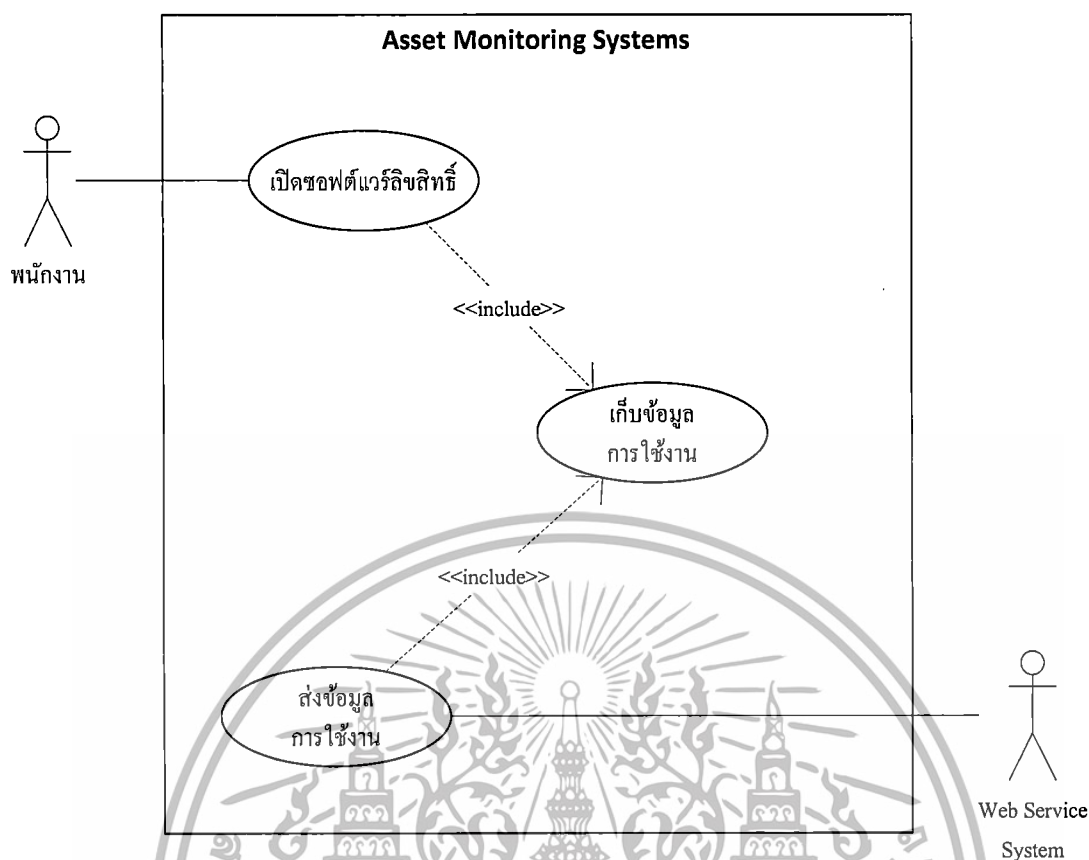 Asset Monitoring Systems
เปิดซอฟต์แวร์ลิขสิทธิ์
พนักงาน
<<include>>
เก็บข้อมูล
การใช้งาน
<<include>>
ส่งข้อมูล
การใช้งาน
Web Service
System